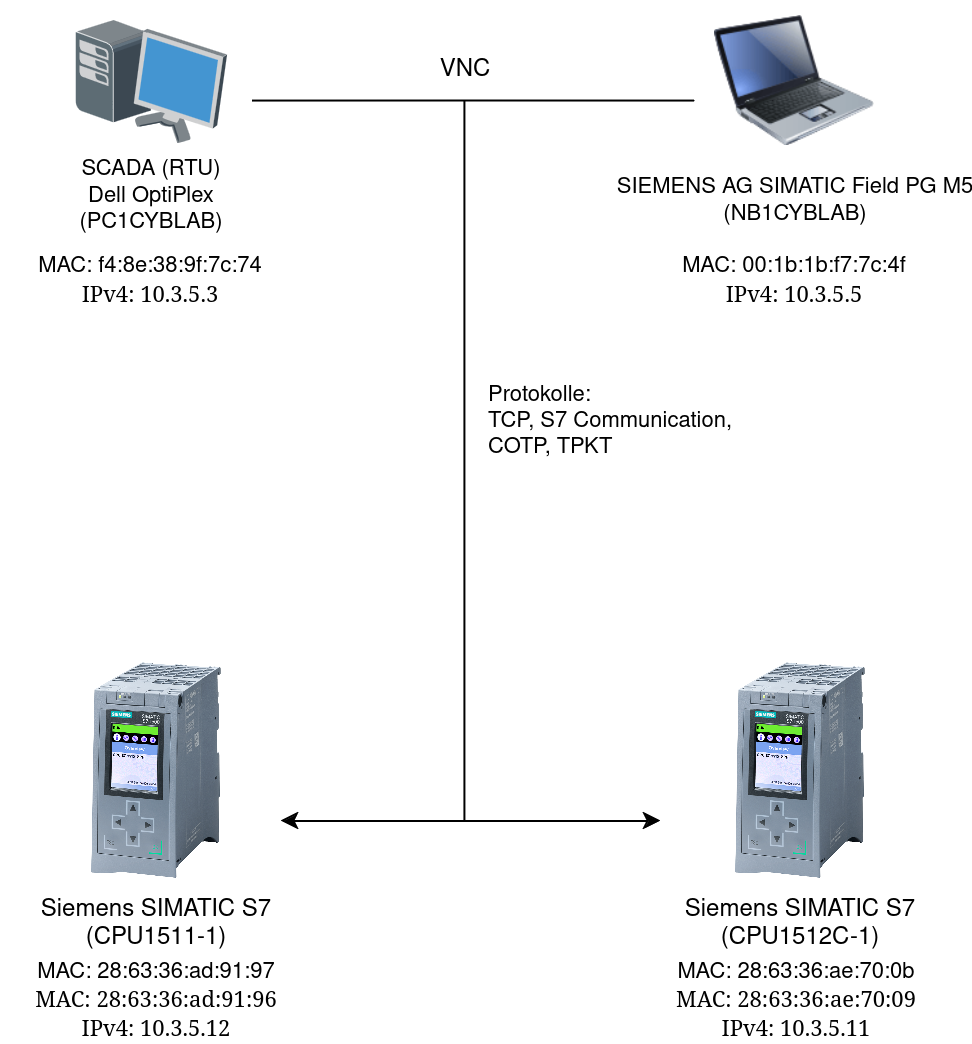 VNC
SCADA (RTU)
Dell OptiPlex
(PC1CYBLAB)
MAC: f4:8e:38:9f:7c:74
IPv4: 10.3.5.3
SIEMENS AG SIMATIC Field PG M5
(NB1CYBLAB)
MAC: 00:1b:1b:f7:7c:4f
IPv4: 10.3.5.5
Protokolle:
TCP, S7 Communication,
COTP, TPKT
SIEMENS
SIMATIC
SIEMENS
SIMATIC
Siemens SIMATIC S7
(CPU1511-1)
MAC: 28:63:36:ad:91:97
MAC: 28:63:36:ad:91:96
IPv4: 10.3.5.12
Siemens SIMATIC S7
(CPU1512C-1)
MAC: 28:63:36:ae:70:0b
MAC: 28:63:36:ae:70:09
IPv4: 10.3.5.11